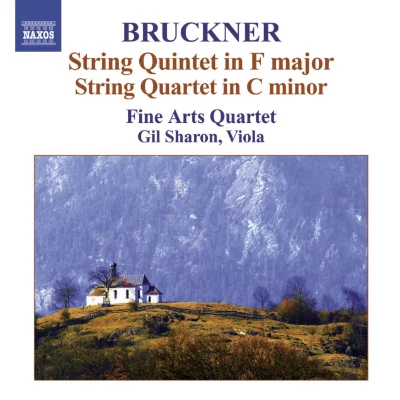 NAXOS
BRUCKNER
String Quintet in F major
String Quartet in C minor
Fine Arts Quartet
Gil Sharon, Viola